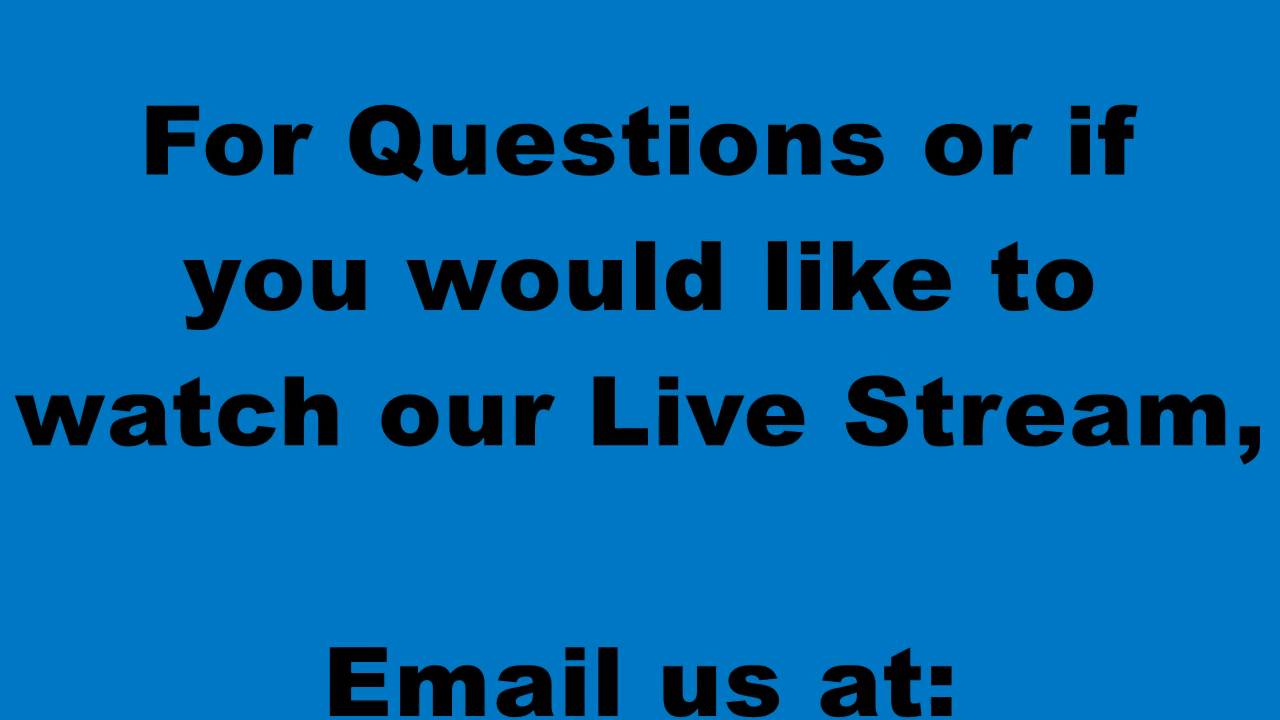 For Questions or if
you would like to
watch our Live Stream,
Email us at: